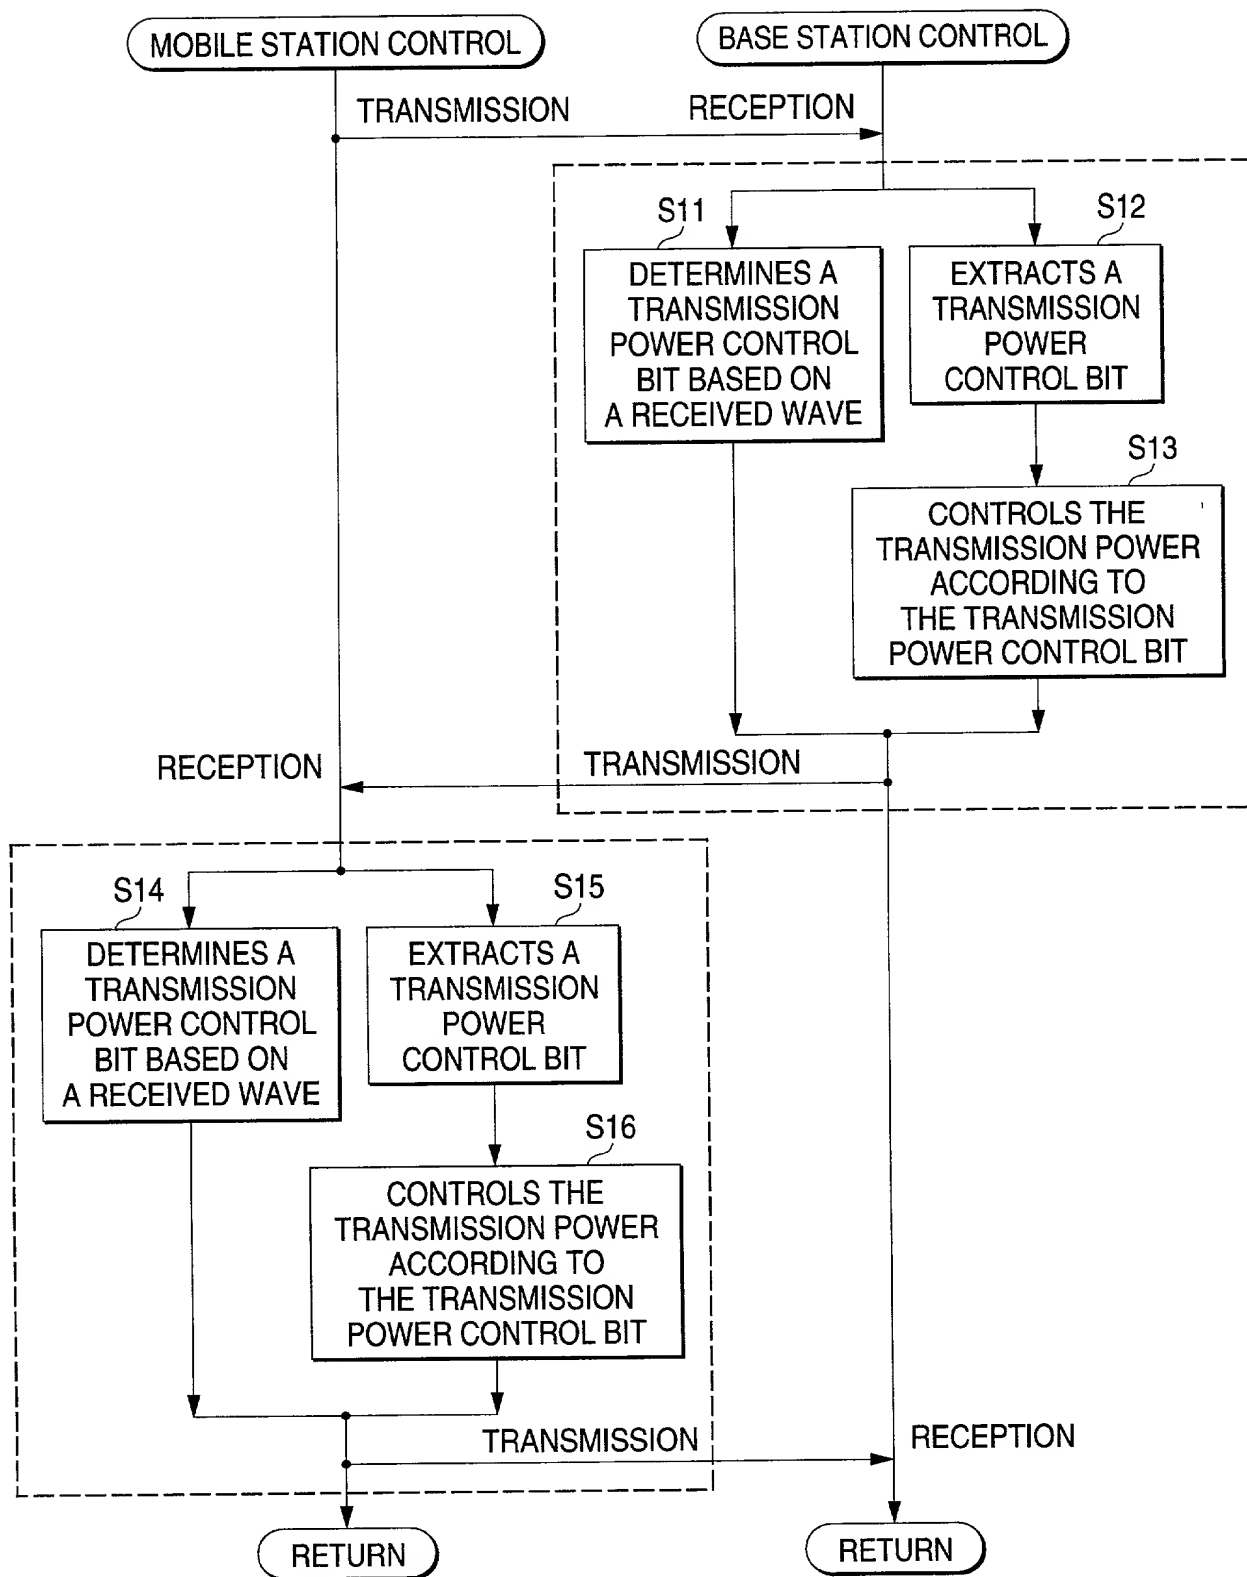 MOBILE STATION CONTROL
BASE STATION CONTROL
TRANSMISSION
RECEPTION
S11
DETERMINES A
TRANSMISSION
POWER CONTROL
BIT BASED ON
A RECEIVED WAVE
S12
EXTRACTS A
TRANSMISSION
POWER
CONTROL BIT
S13
CONTROLS THE
TRANSMISSION POWER
ACCORDING TO
THE TRANSMISSION
POWER CONTROL BIT
RECEPTION
TRANSMISSION
S14
DETERMINES A
TRANSMISSION
POWER CONTROL
BIT BASED ON
A RECEIVED WAVE
S15
EXTRACTS A
TRANSMISSION
POWER
CONTROL BIT
S16
CONTROLS THE
TRANSMISSION POWER
ACCORDING TO
THE TRANSMISSION
POWER CONTROL BIT
TRANSMISSION
RECEPTION
RETURN
RETURN